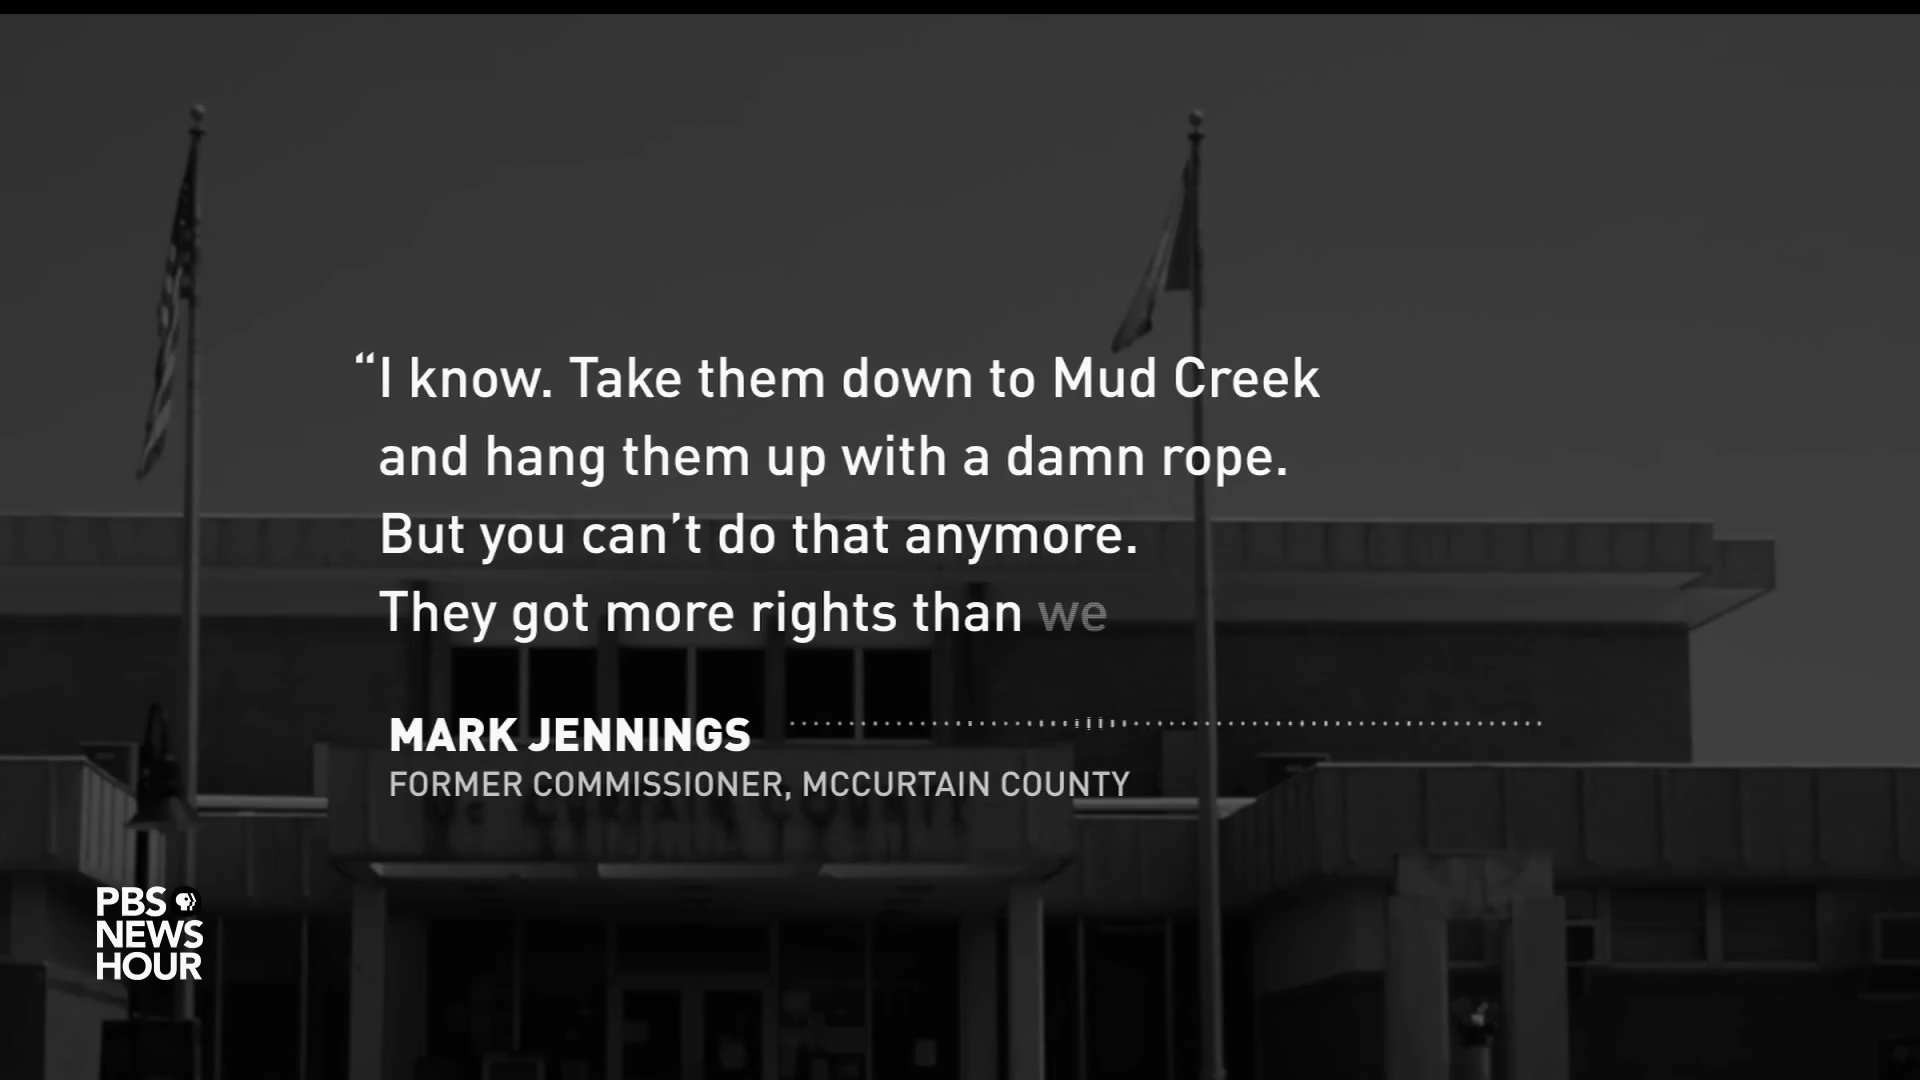 “I know. Take them down to Mud Creek
and hang them up with a damn rope.
But you can’t do that anymore.
They got more rights than we
MARK JENNINGS
FORMER COMMISSIONER, MCCURTAIN COUNTY
PBS
NEWS
HOUR